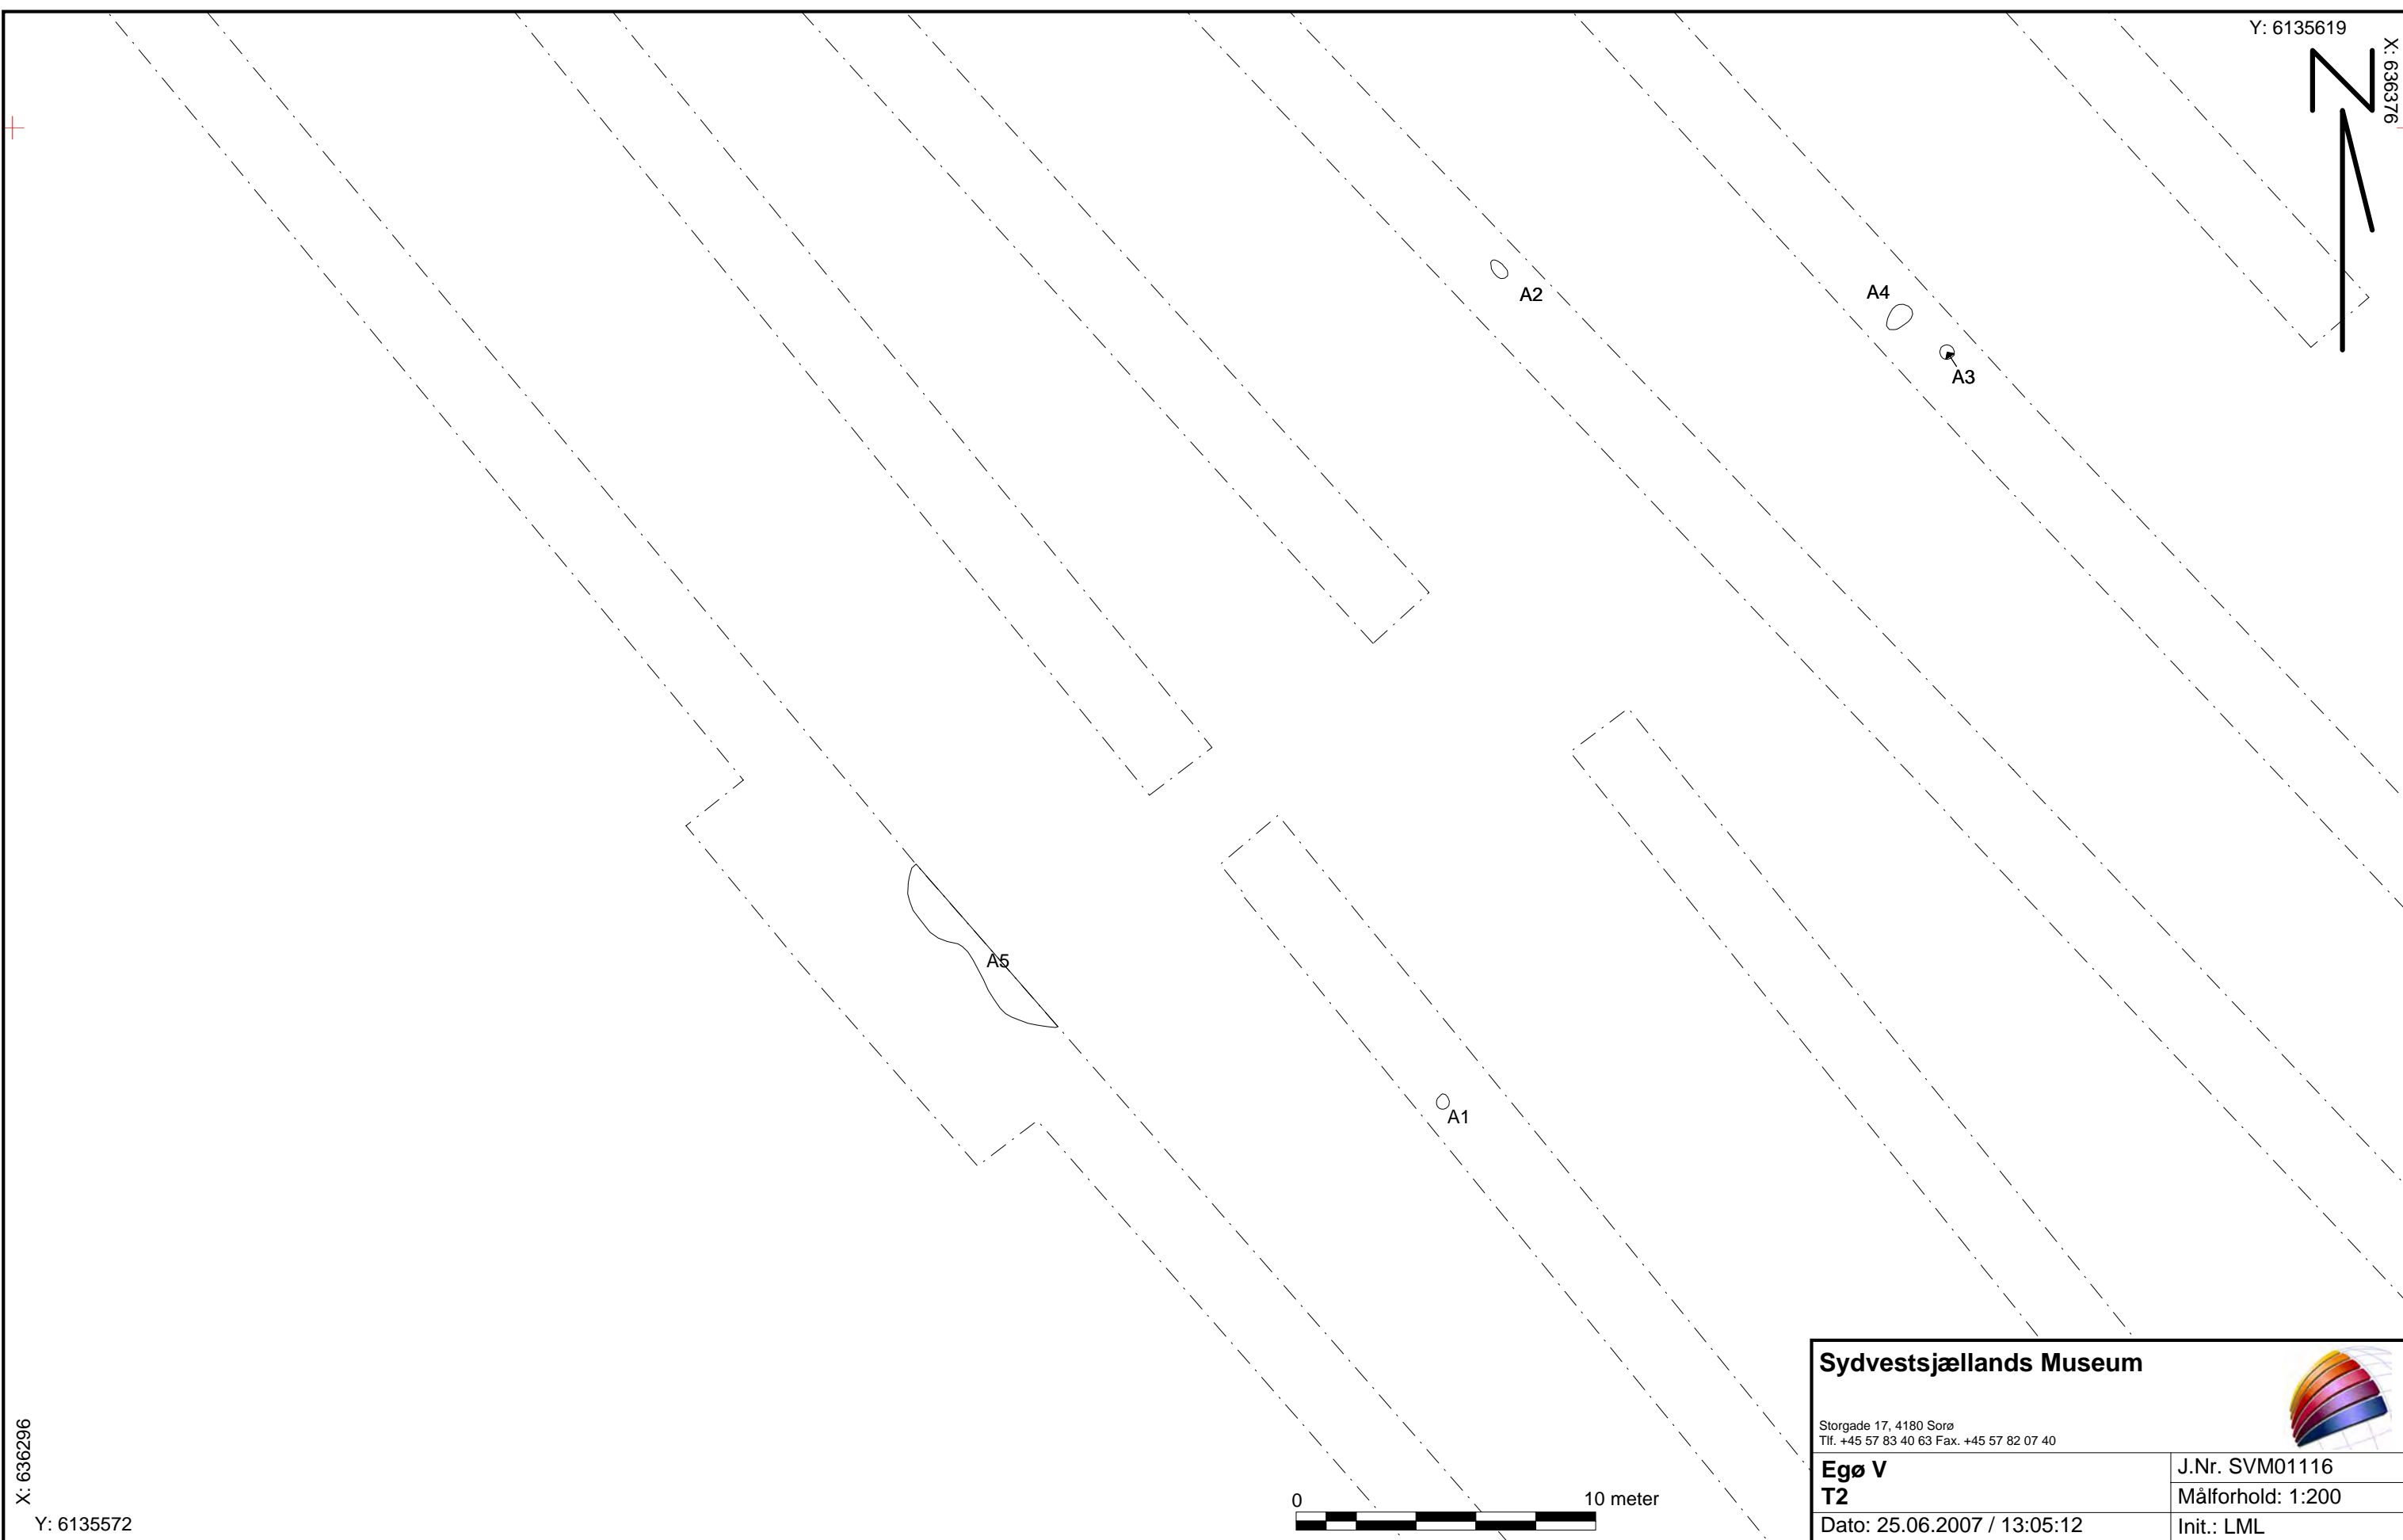 Y: 6135619
X: 636376
A2
A4
A3
A5
A1
X: 636296
Y: 6135572
0
10 meter
Sydvestsjællands Museum
Storgade 17, 4180 Sorø
Tlf. +45 57 83 40 63 Fax. +45 57 82 07 40
Egø V
T2
J.Nr. SVM01116
Målforhold: 1:200
Dato: 25.06.2007 / 13:05:12
Init.: LML